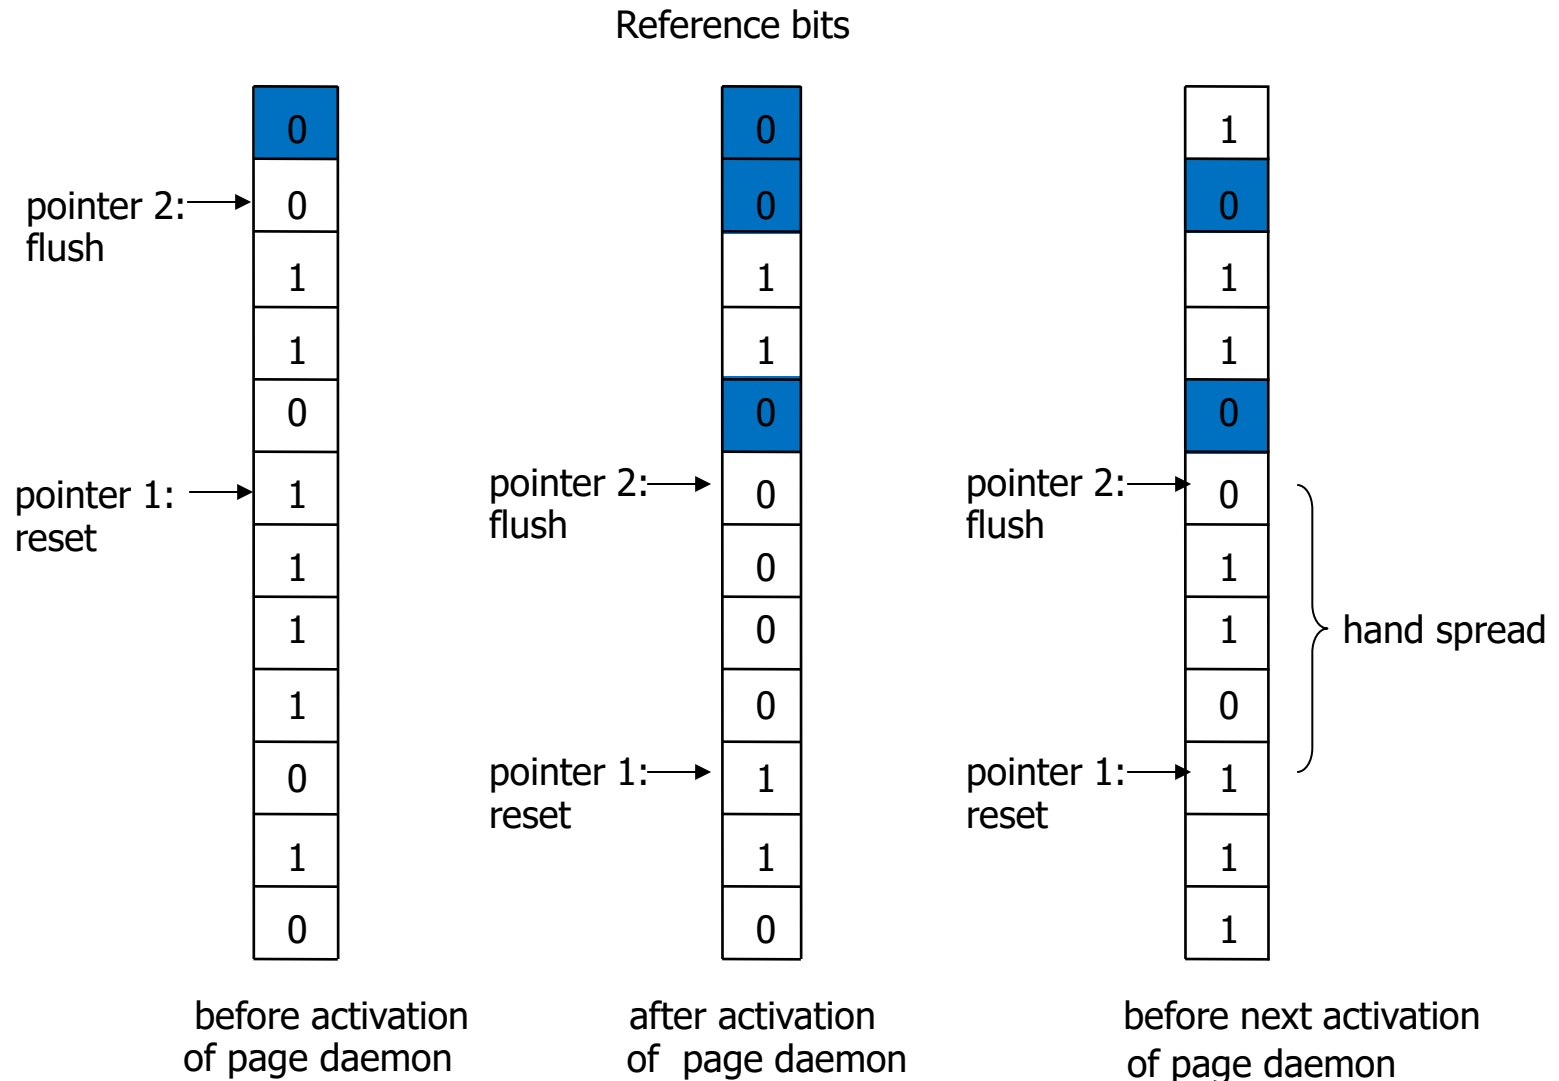 Reference bits
0
pointer 2:
flush
0
1
1
0
pointer 1:
reset
1
1
1
1
0
1
0
before activation
of page daemon
0
0
1
1
0
pointer 2:
flush
0
0
0
0
pointer 1:
reset
1
1
0
after activation
of page daemon
1
0
1
1
0
pointer 2:
flush
0
1
1
0
pointer 1:
reset
1
1
1
hand spread
before next activation
of page daemon